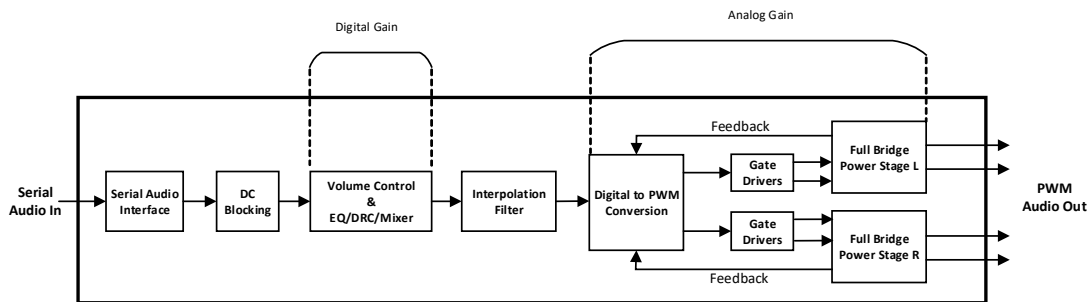 Digital Gain
Analog Gain
Serial
Audio In
Serial Audio
Interface
DC
Blocking
Volume Control
&
EQ/DRC/Mixer
Interpolation
Filter
Digital to PWM
Conversion
Feedback
Gate
Drivers
Full Bridge
Power Stage L
Gate
Drivers
Full Bridge
Power Stage R
Feedback
PWM
Audio Out